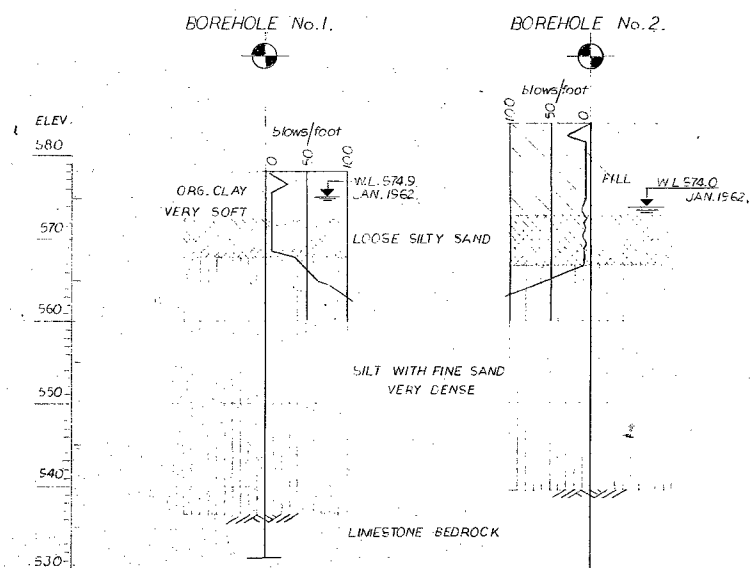 BOREHOLE No.1.
BOREHOLE No.2.
ELEV.
580
570
560
550
540
530
blows/foot
0
50
100
blows/foot
100
50
0
ORG. CLAY
VERY SOFT
W.L. 574.9
JAN. 1962.
LOOSE SILTY SAND
FILL
W.L. 574.0
JAN. 1962.
SILT WITH FINE SAND
VERY DENSE
LIMESTONE BEDROCK